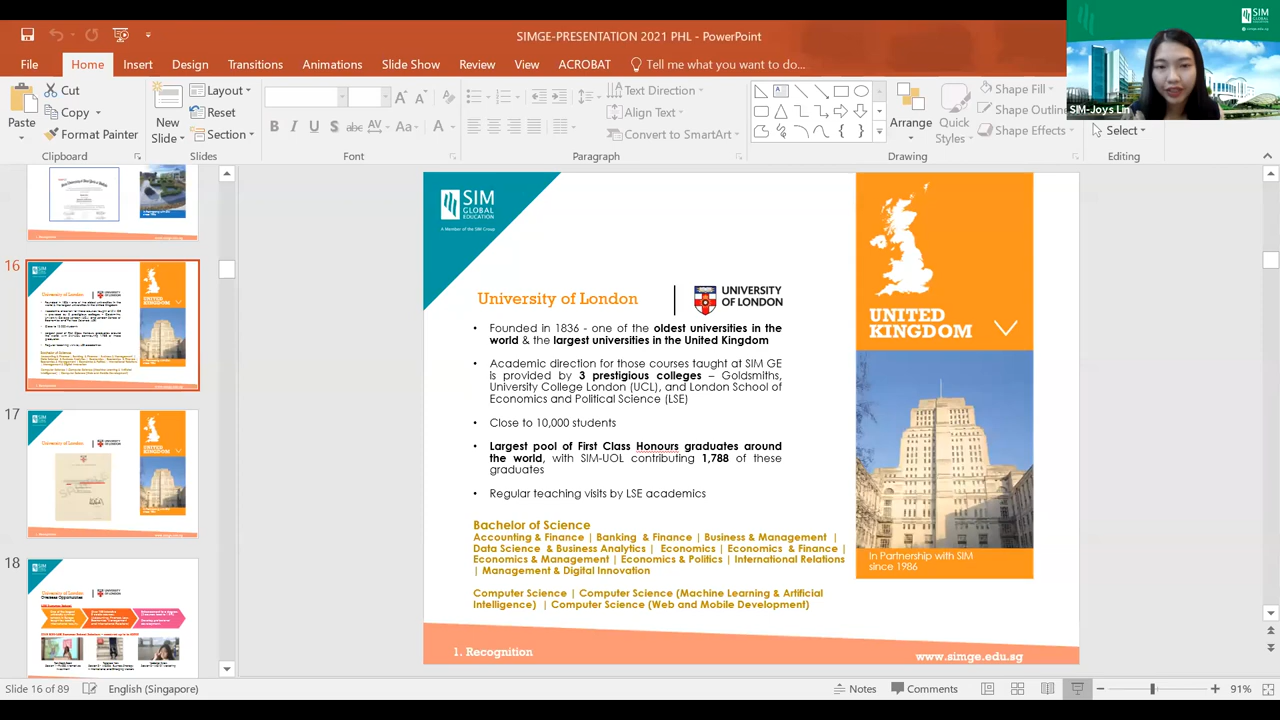 SIMGE-PRESENTATION 2021 PHL - PowerPoint
SIM
GLOBAL
EDUCATION
SIM-Joys Lin
File Home Insert Design Transitions Animations Slide Show Review View ACROBAT Tell me what you want to do...
Paste
Cut
Copy
Format Painter
Clipboard
New
Slide
Layout
Reset
Section
Slides
Font
Text Direction
Align Text
Convert to SmartArt
Paragraph
Arrange
Quick
Styles
Shape Fill
Shape Outline
Shape Effects
Drawing
Select
Editing
16
17
18
SIM
GLOBAL
EDUCATION
A Member of the SIM Group
University of London
UNIVERSITY
OF LONDON
• Founded in 1836 - one of the oldest universities in the
world & the largest universities in the United Kingdom
• Academic direction for those courses taught at SIM GE
is provided by 3 prestigious colleges – Goldsmiths,
University College London (UCL), and London School of
Economics and Political Science (LSE)
• Close to 10,000 students
• Largest pool of First Class Honours graduates around
the world, with SIM-UOL contributing 1,788 of these
graduates
• Regular teaching visits by LSE academics
Bachelor of Science
Accounting & Finance | Banking & Finance | Business & Management |
Data Science & Business Analytics | Economics | Economics & Finance |
Economics & Management | Economics & Politics | International Relations
| Management & Digital Innovation
Computer Science | Computer Science (Machine Learning & Artificial
Intelligence) | Computer Science (Web and Mobile Development)
UNITED
KINGDOM
In Partnership with SIM
since 1986
1. Recognition
www.simge.edu.sg
Slide 16 of 89 English (Singapore) Notes Comments 91%